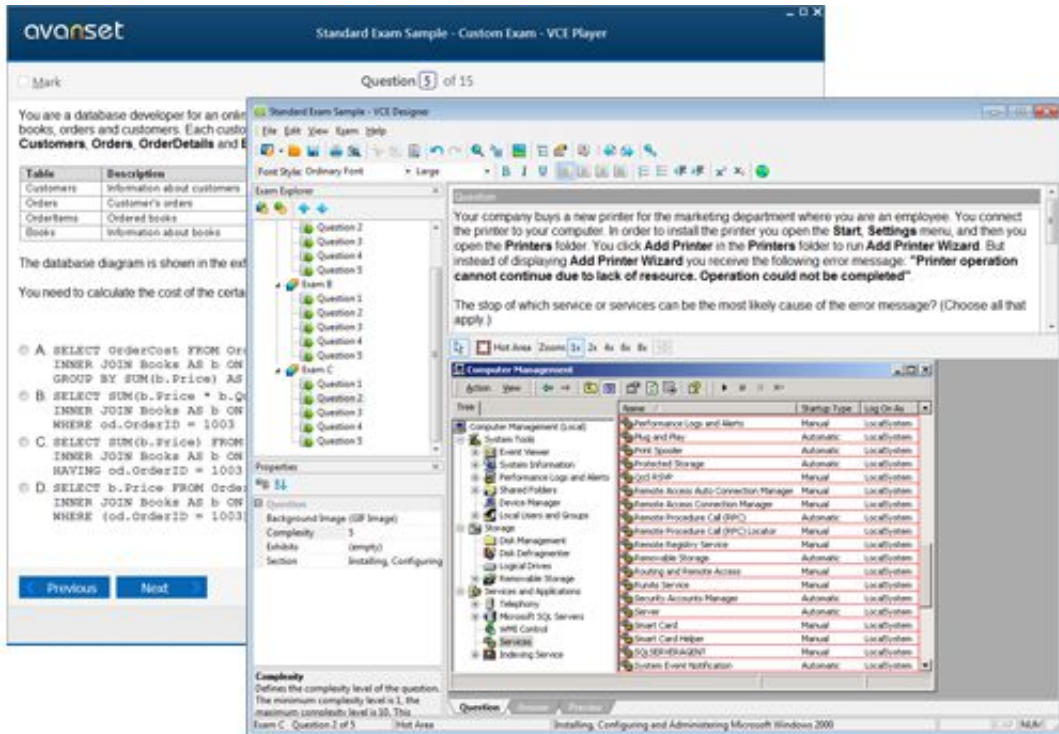 avanset
Standard Exam Sample - Custom Exam - VCE Player
Mark
Question 5 of 15
You are a database developer for an onlin
books, orders and customers. Each custo
Customers, Orders, OrderDetails and B
Table Description
Customers Information about customers
Orders Customer's orders
OrderItems Ordered books
Books Information about books
The database diagram is shown in the exh
You need to calculate the cost of the certa
A. SELECT OrderCost FROM Ord
INNER JOIN Books AS b ON
GROUP BY SUM(b.Price) AS
B. SELECT SUM(b.Price * b.Qu
INNER JOIN Books AS b ON
WHERE od.OrderID = 1003
C. SELECT SUM(b.Price) FROM
INNER JOIN Books AS b ON
HAVING od.OrderID = 1003
D. SELECT b.Price FROM Order
INNER JOIN Books AS b ON
WHERE (od.OrderID = 1003
Previous Next
Standard Exam Sample - VCE Designer
File Edit View Exam Help
Font Style: Ordinary Font Large B I U
Exam Explorer
Question 2
Question 3
Question 4
Question 5
Exam B
Question 1
Question 2
Question 3
Question 4
Question 5
Exam C
Question 1
Question 2
Question 3
Question 4
Question 5
Properties
Question
Background Image (GIF Image)
Complexity 5
Exhibits (empty)
Section Installing, Configuring
Complexity
Defines the complexity level of the question.
The minimum complexity level is 1, the
maximum complexity level is 10. This
Question
Your company buys a new printer for the marketing department where you are an employee. You connect
the printer to your computer. In order to install the printer you open the Start, Settings menu, and then you
open the Printers folder. You click Add Printer in the Printers folder to run Add Printer Wizard. But
instead of displaying Add Printer Wizard you receive the following error message: "Printer operation
cannot continue due to lack of resource. Operation could not be completed".
The stop of which service or services can be the most likely cause of the error message? (Choose all that
apply.)
Hot Area Zoom: 1x 2x 4x 6x 8x
Computer Management
Action View
Tree
Computer Management (Local)
System Tools
Event Viewer
System Information
Performance Logs and Alerts
Shared Folders
Device Manager
Local Users and Groups
Storage
Disk Management
Disk Defragmenter
Logical Drives
Removable Storage
Services and Applications
Telephony
Microsoft SQL Servers
WMI Control
Services
Indexing Service
Name Startup Type Log On As
Performance Logs and Alerts Manual LocalSystem
Plug and Play Automatic LocalSystem
Print Spooler Automatic LocalSystem
Protected Storage Automatic LocalSystem
QoS RSVP Manual LocalSystem
Remote Access Auto Connection Manager Manual LocalSystem
Remote Access Connection Manager Manual LocalSystem
Remote Procedure Call (RPC) Automatic LocalSystem
Remote Procedure Call (RPC) Locator Manual LocalSystem
Remote Registry Service Manual LocalSystem
Removable Storage Automatic LocalSystem
Routing and Remote Access Manual LocalSystem
RunAs Service Manual LocalSystem
Security Accounts Manager Manual LocalSystem
Server Automatic LocalSystem
Smart Card Manual LocalSystem
Smart Card Helper Manual LocalSystem
SQLSERVERAGENT Manual LocalSystem
System Event Notification Automatic LocalSystem
Question Answer Preview
Exam C Question 2 of 5 Hot Area Installing, Configuring and Administering Microsoft Windows 2000 NUM